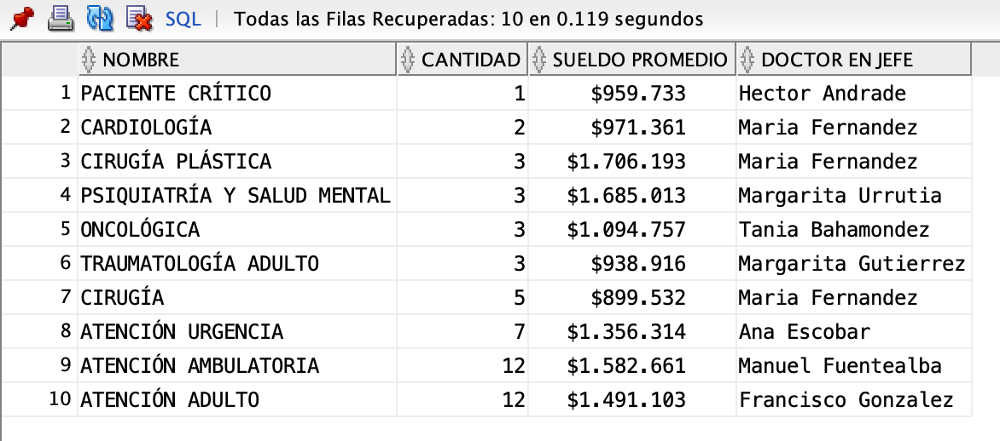 SQL | Todas las Filas Recuperadas: 10 en 0.119 segundos
NOMBRE CANTIDAD SUELDO PROMEDIO DOCTOR EN JEFE
1 PACIENTE CRÍTICO 1 $959.733 Hector Andrade
2 CARDIOLOGÍA 2 $971.361 Maria Fernandez
3 CIRUGÍA PLÁSTICA 3 $1.706.193 Maria Fernandez
4 PSIQUIATRÍA Y SALUD MENTAL 3 $1.685.013 Margarita Urrutia
5 ONCOLÓGICA 3 $1.094.757 Tania Bahamondez
6 TRAUMATOLOGÍA ADULTO 3 $938.916 Margarita Gutierrez
7 CIRUGÍA 5 $899.532 Maria Fernandez
8 ATENCIÓN URGENCIA 7 $1.356.314 Ana Escobar
9 ATENCIÓN AMBULATORIA 12 $1.582.661 Manuel Fuentealba
10 ATENCIÓN ADULTO 12 $1.491.103 Francisco Gonzalez